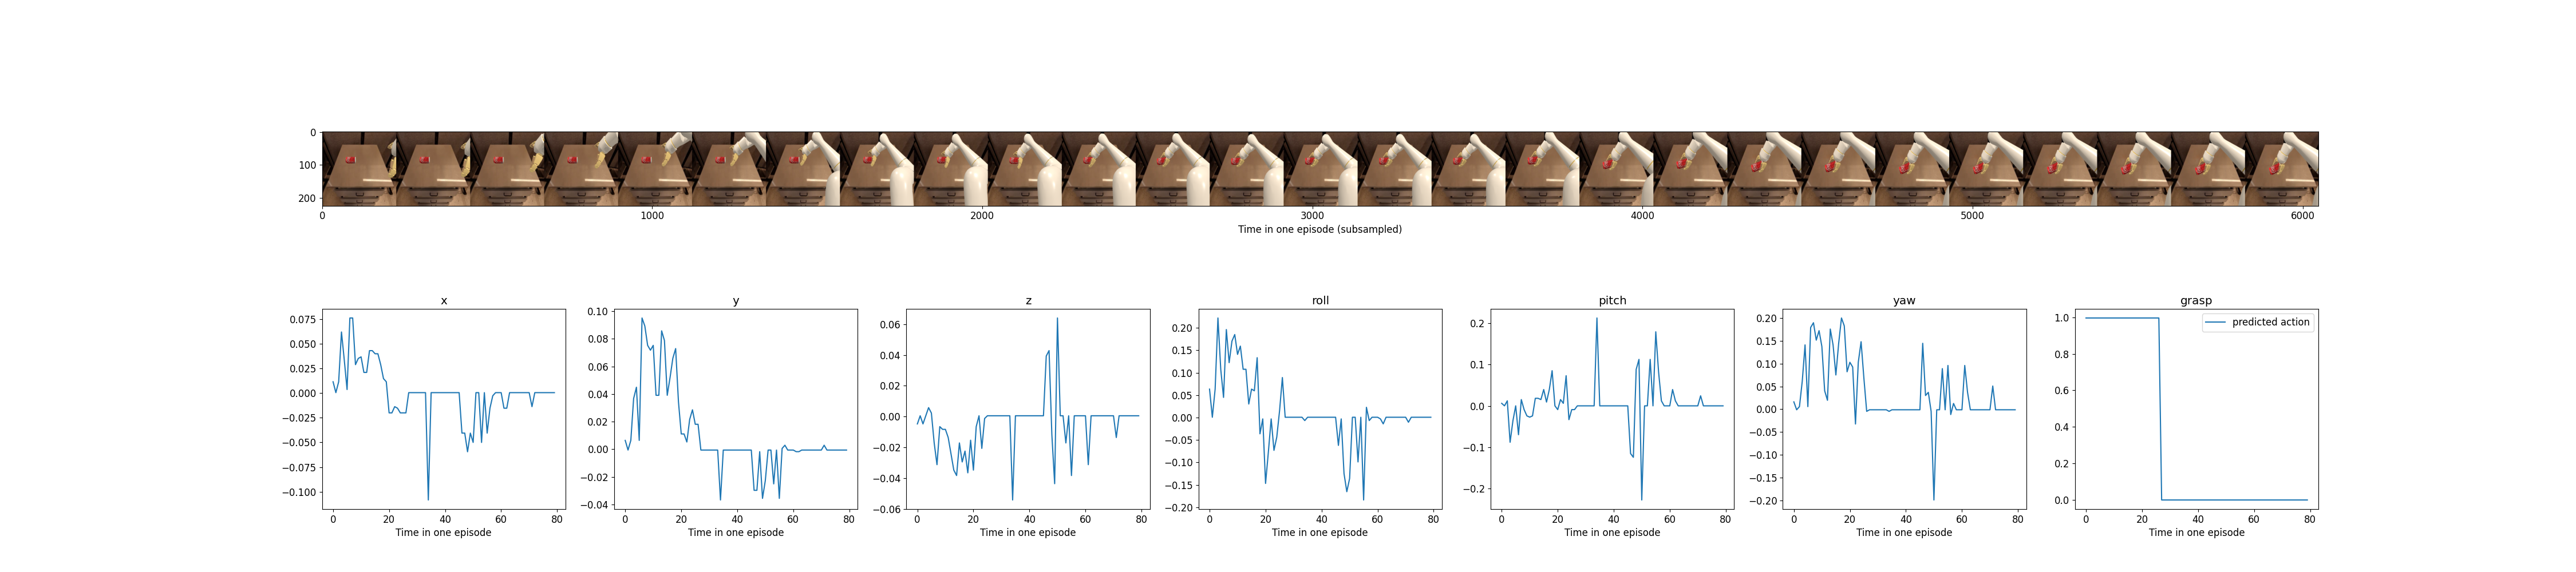 0
100
200
0 1000 2000 3000 4000 5000 6000
Time in one episode (subsampled)
x
0.075
0.050
0.025
0.000
−0.025
−0.050
−0.075
−0.100
0 20 40 60 80
Time in one episode
y
0.10
0.08
0.06
0.04
0.02
0.00
−0.02
−0.04
0 20 40 60 80
Time in one episode
z
0.06
0.04
0.02
0.00
−0.02
−0.04
−0.06
0 20 40 60 80
Time in one episode
roll
0.20
0.15
0.10
0.05
0.00
−0.05
−0.10
−0.15
−0.20
0 20 40 60 80
Time in one episode
pitch
0.2
0.1
0.0
−0.1
−0.2
0 20 40 60 80
Time in one episode
yaw
0.20
0.15
0.10
0.05
0.00
−0.05
−0.10
−0.15
−0.20
0 20 40 60 80
Time in one episode
grasp
predicted action
1.0
0.8
0.6
0.4
0.2
0.0
0 20 40 60 80
Time in one episode